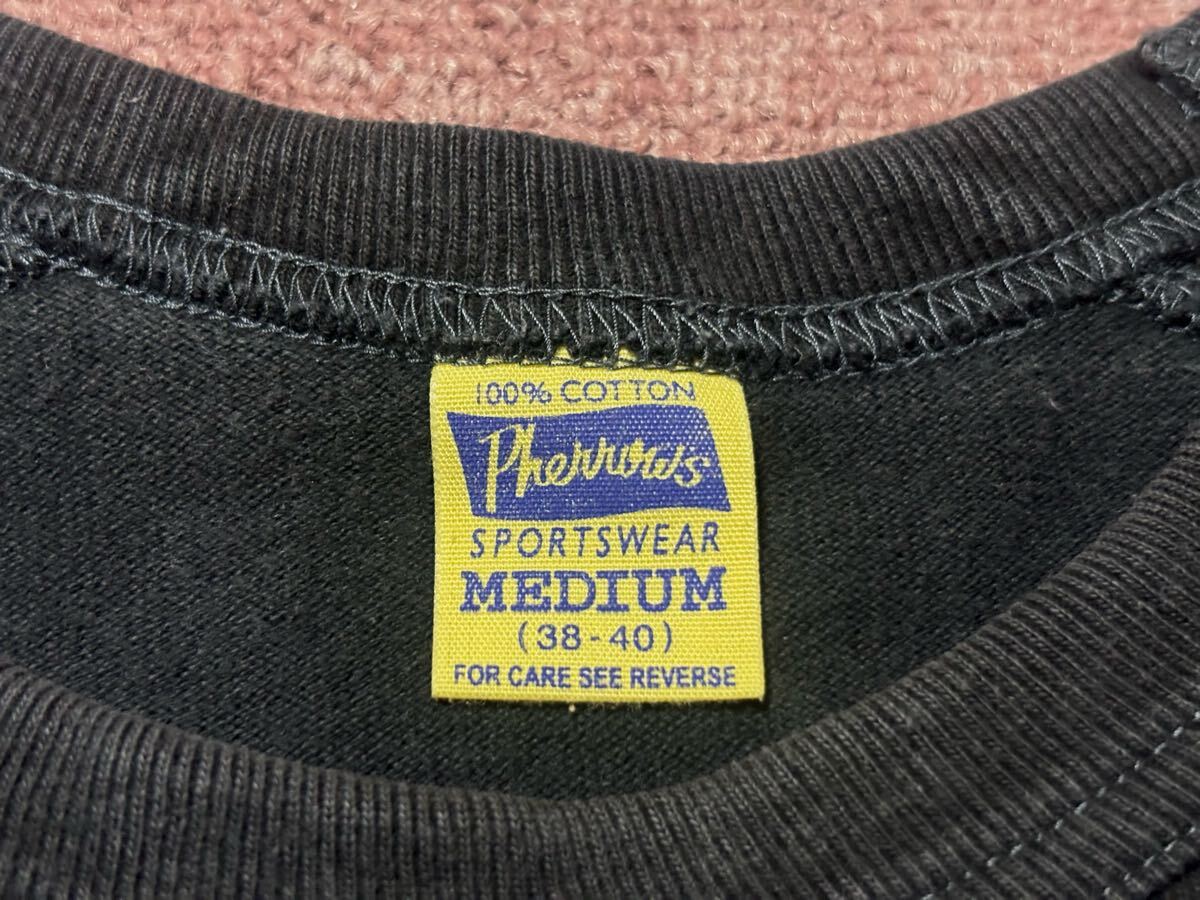 100% COTTON
Pherrow's
SPORTSWEAR
MEDIUM
(38-40)
FOR CARE SEE REVERSE